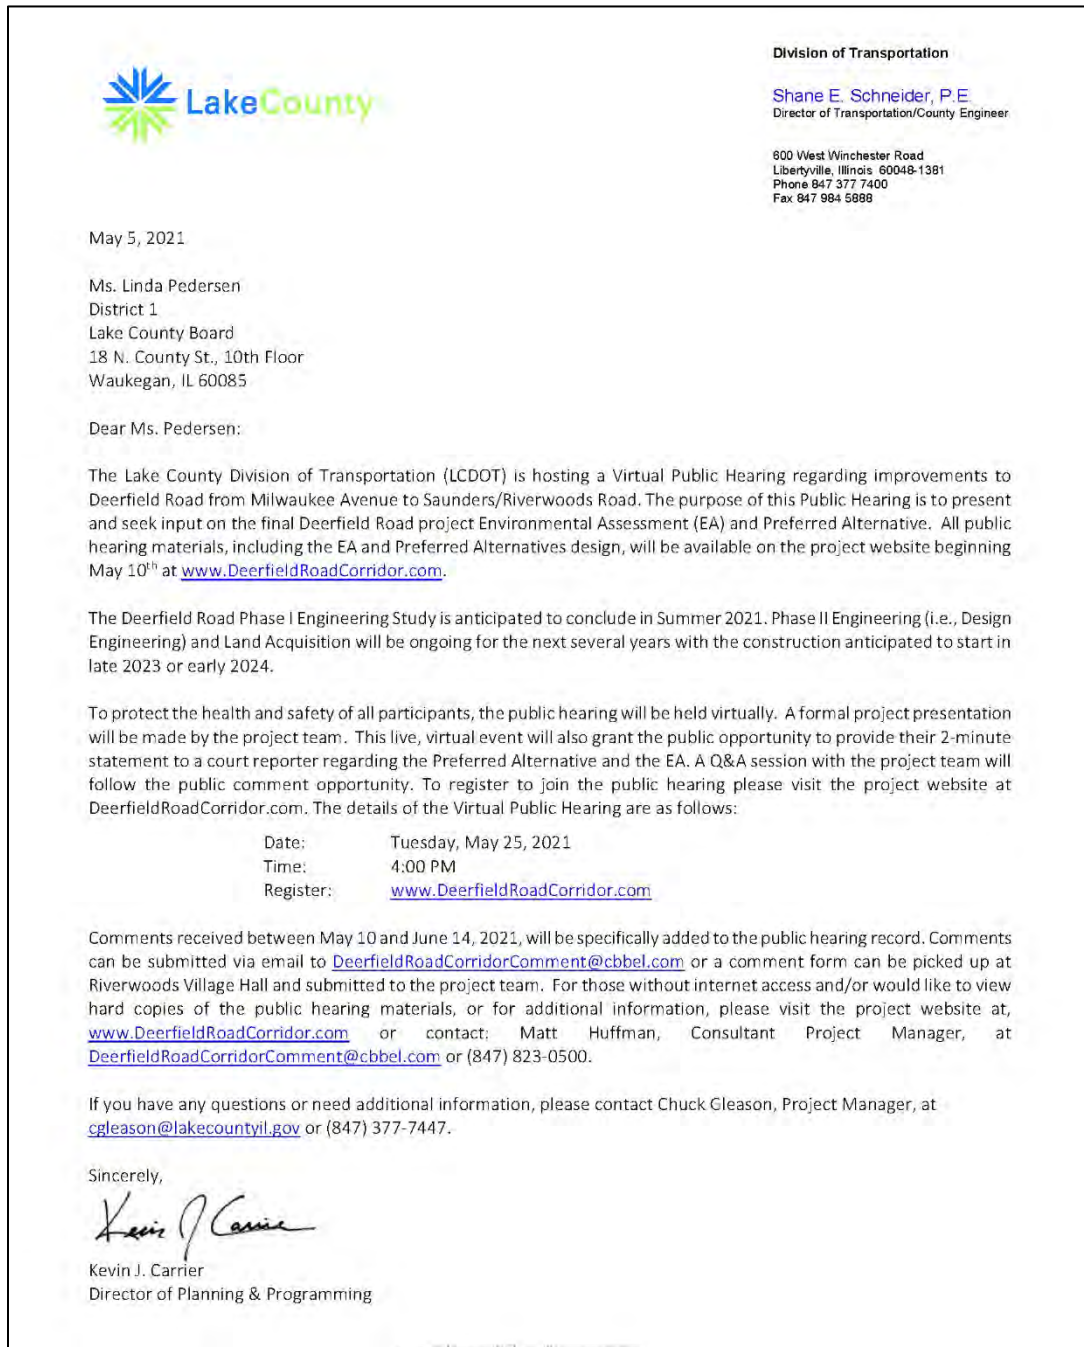 LakeCounty
Division of Transportation
Shane E. Schneider, P.E.
Director of Transportation/County Engineer
600 West Winchester Road
Libertyville, Illinois 60048-1381
Phone 847 377 7400
Fax 847 984 5888
May 5, 2021
Ms. Linda Pedersen
District 1
Lake County Board
18 N. County St., 10th Floor
Waukegan, IL 60085
Dear Ms. Pedersen:
The Lake County Division of Transportation (LCDOT) is hosting a Virtual Public Hearing regarding improvements to
Deerfield Road from Milwaukee Avenue to Saunders/Riverwoods Road. The purpose of this Public Hearing is to present
and seek input on the final Deerfield Road project Environmental Assessment (EA) and Preferred Alternative. All public
hearing materials, including the EA and Preferred Alternatives design, will be available on the project website beginning
May 10th at www.DeerfieldRoadCorridor.com.
The Deerfield Road Phase I Engineering Study is anticipated to conclude in Summer 2021. Phase II Engineering (i.e., Design
Engineering) and Land Acquisition will be ongoing for the next several years with the construction anticipated to start in
late 2023 or early 2024.
To protect the health and safety of all participants, the public hearing will be held virtually. A formal project presentation
will be made by the project team. This live, virtual event will also grant the public opportunity to provide their 2-minute
statement to a court reporter regarding the Preferred Alternative and the EA. A Q&A session with the project team will
follow the public comment opportunity. To register to join the public hearing please visit the project website at
DeerfieldRoadCorridor.com. The details of the Virtual Public Hearing are as follows:
Date: Tuesday, May 25, 2021
Time: 4:00 PM
Register: www.DeerfieldRoadCorridor.com
Comments received between May 10 and June 14, 2021, will be specifically added to the public hearing record. Comments
can be submitted via email to DeerfieldRoadCorridorComment@cbbel.com or a comment form can be picked up at
Riverwoods Village Hall and submitted to the project team. For those without internet access and/or would like to view
hard copies of the public hearing materials, or for additional information, please visit the project website at,
www.DeerfieldRoadCorridor.com or contact: Matt Huffman, Consultant Project Manager, at
DeerfieldRoadCorridorComment@cbbel.com or (847) 823-0500.
If you have any questions or need additional information, please contact Chuck Gleason, Project Manager, at
cgleason@lakecountyil.gov or (847) 377-7447.
Sincerely,
Kevin J Carrier
Kevin J. Carrier
Director of Planning & Programming